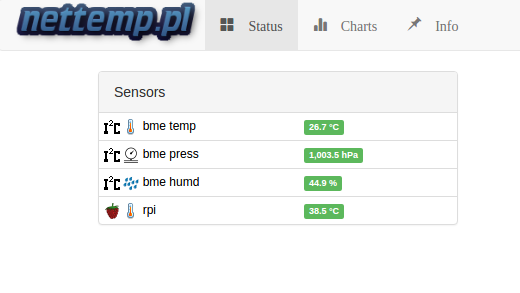 nettemp.pl
Status Charts Info
Sensors
I²C bme temp 26.7 °C
I²C bme press 1,003.5 hPa
I²C bme humd 44.9 %
rpi 38.5 °C